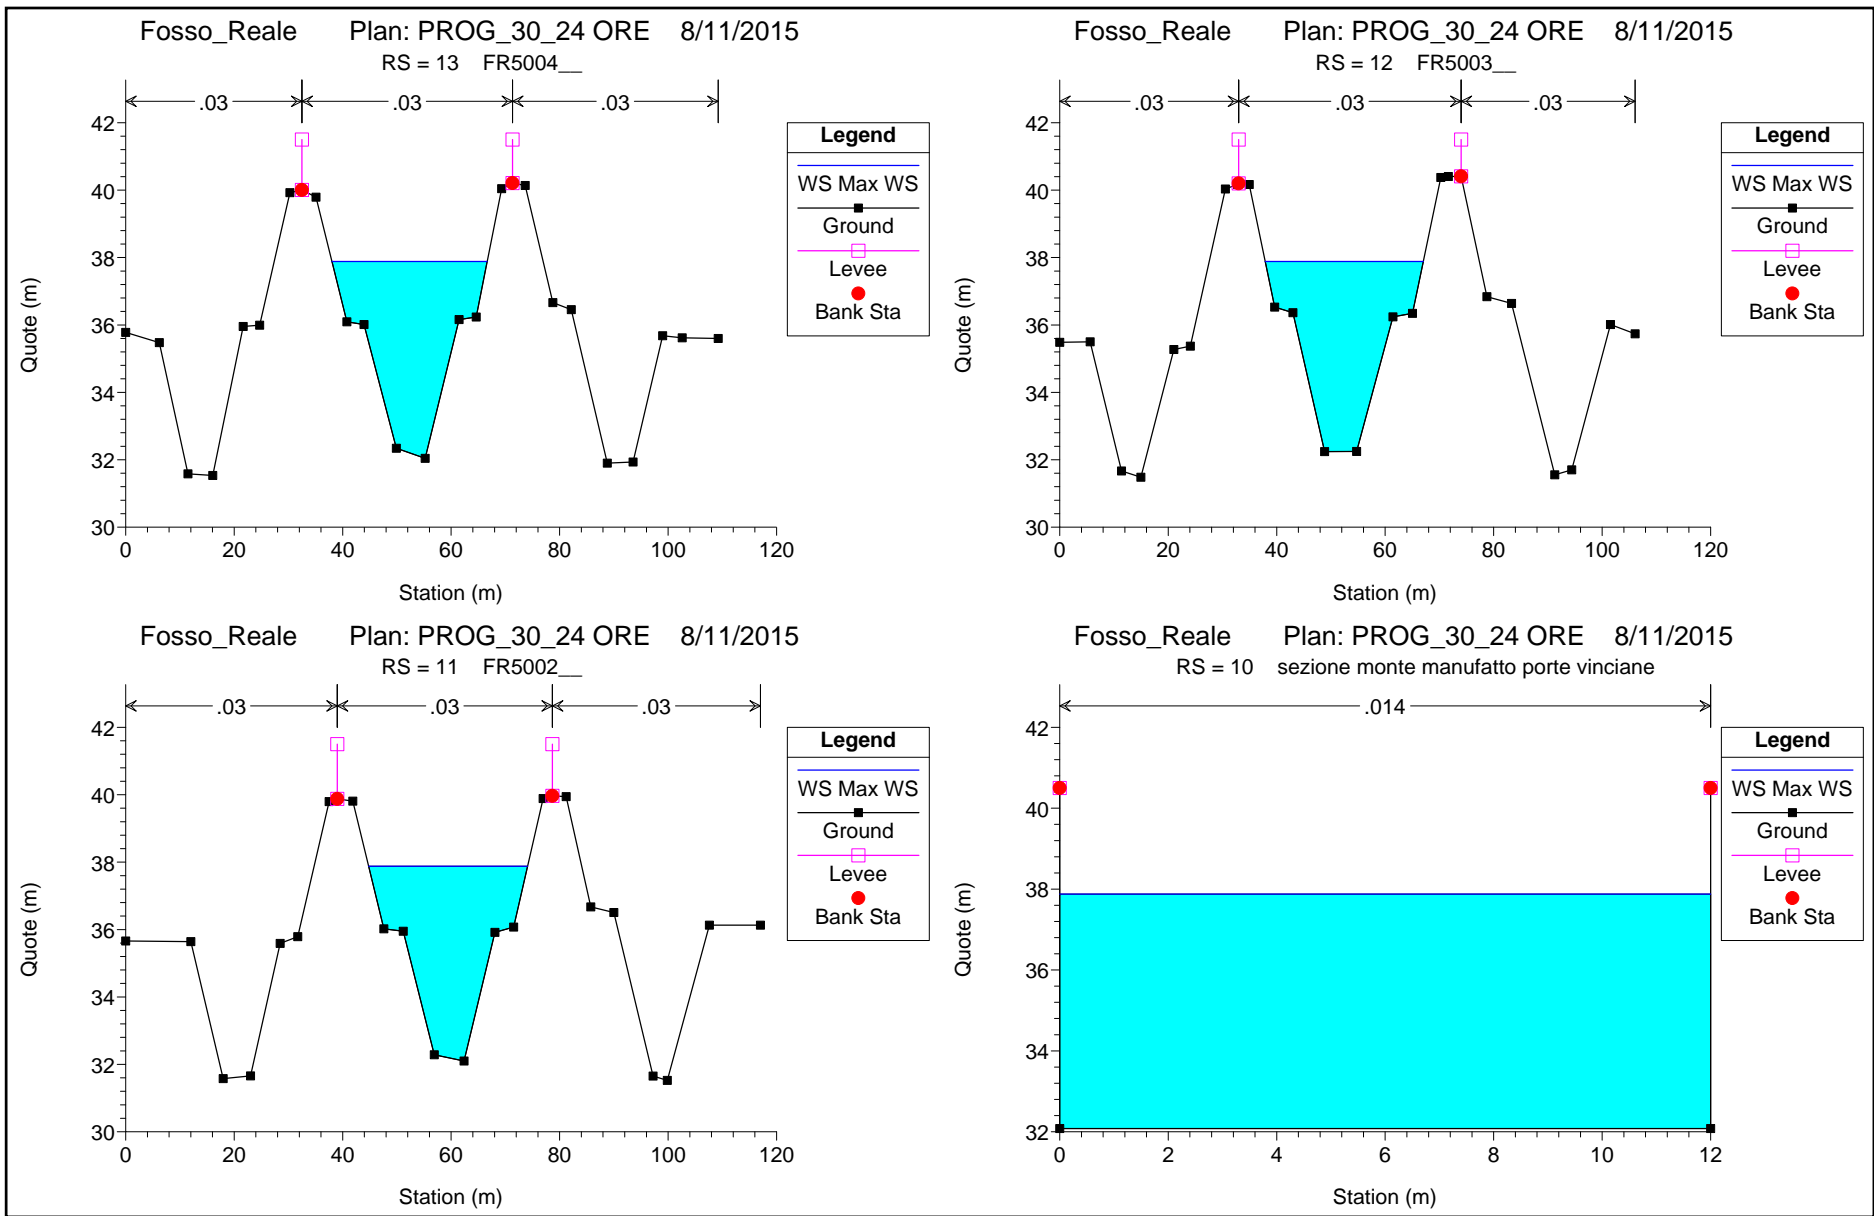 Fosso_Reale Plan: PROG_30_24 ORE 8/11/2015
RS = 13 FR5004__
.03 .03 .03
42
40
38
36
34
32
30
0 20 40 60 80 100 120
Quote (m)
Station (m)
Legend
WS Max WS
Ground
Levee
Bank Sta
Fosso_Reale Plan: PROG_30_24 ORE 8/11/2015
RS = 12 FR5003__
.03 .03 .03
42
40
38
36
34
32
30
0 20 40 60 80 100 120
Quote (m)
Station (m)
Legend
WS Max WS
Ground
Levee
Bank Sta
Fosso_Reale Plan: PROG_30_24 ORE 8/11/2015
RS = 11 FR5002__
.03 .03 .03
42
40
38
36
34
32
30
0 20 40 60 80 100 120
Quote (m)
Station (m)
Legend
WS Max WS
Ground
Levee
Bank Sta
Fosso_Reale Plan: PROG_30_24 ORE 8/11/2015
RS = 10 sezione monte manufatto porte vinciane
.014
42
40
38
36
34
32
0 2 4 6 8 10 12
Quote (m)
Station (m)
Legend
WS Max WS
Ground
Levee
Bank Sta